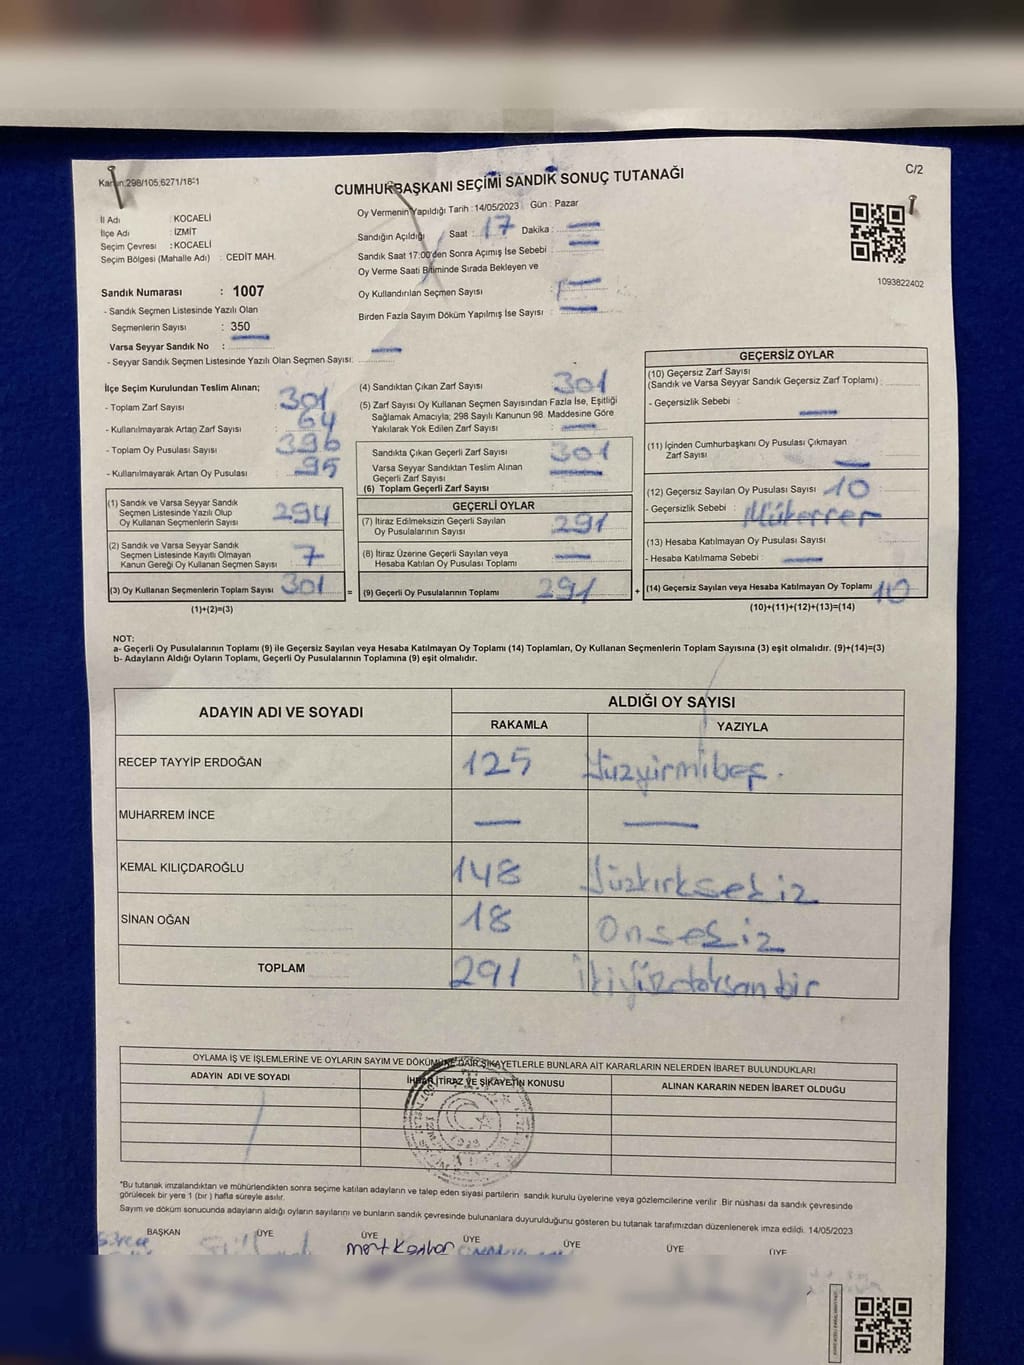 Kanun:298/105,6271/18-1
C/2
CUMHURBAŞKANI SEÇİMİ SANDIK SONUÇ TUTANAĞI
Oy Vermenin Yapıldığı Tarih : 14/05/2023 Gün : Pazar
İl Adı : KOCAELİ
İlçe Adı : İZMİT
Seçim Çevresi : KOCAELİ
Seçim Bölgesi (Mahalle Adı) : CEDİT MAH.
Sandığın Açıldığı Saat : 17 Dakika : —
Sandık Saat 17:00'den Sonra Açımış İse Sebebi : —
Oy Verme Saati Bitiminde Sırada Bekleyen ve
Oy Kullandırılan Seçmen Sayısı : —
Birden Fazla Sayım Döküm Yapılmış İse Sayısı : —
1093822402
Sandık Numarası : 1007
- Sandık Seçmen Listesinde Yazılı Olan
Seçmenlerin Sayısı : 350
Varsa Seyyar Sandık No : —
- Seyyar Sandık Seçmen Listesinde Yazılı Olan Seçmen Sayısı: —
İlçe Seçim Kurulundan Teslim Alınan;
- Toplam Zarf Sayısı : 301
- Kullanılmayarak Artan Zarf Sayısı : 64
- Toplam Oy Pusulası Sayısı : 396
- Kullanılmayarak Artan Oy Pusulası : 95
(1) Sandık ve Varsa Seyyar Sandık
Seçmen Listesinde Yazılı Olup
Oy Kullanan Seçmenlerin Sayısı 294
(2) Sandık ve Varsa Seyyar Sandık
Seçmen Listesinde Kayıtlı Olmayan
Kanun Gereği Oy Kullanan Seçmen Sayısı : 7
(3) Oy Kullanan Seçmenlerin Toplam Sayısı 301 =
(1)+(2)=(3)
(4) Sandıktan Çıkan Zarf Sayısı 301
(5) Zarf Sayısı Oy Kullanan Seçmen Sayısından Fazla İse, Eşitliği
Sağlamak Amacıyla; 298 Sayılı Kanunun 98. Maddesine Göre
Yakılarak Yok Edilen Zarf Sayısı : —
Sandıkta Çıkan Geçerli Zarf Sayısı 301
Varsa Seyyar Sandıktan Teslim Alınan
Geçerli Zarf Sayısı —
(6) Toplam Geçerli Zarf Sayısı :
GEÇERLİ OYLAR
(7) İtiraz Edilmeksizin Geçerli Sayılan
Oy Pusulalarının Sayısı : 291
(8) İtiraz Üzerine Geçerli Sayılan veya
Hesaba Katılan Oy Pusulası Toplamı : —
(9) Geçerli Oy Pusulalarının Toplamı 291 +
GEÇERSİZ OYLAR
(10) Geçersiz Zarf Sayısı
(Sandık ve Varsa Seyyar Sandık Geçersiz Zarf Toplamı) :
- Geçersizlik Sebebi : —
(11) İçinden Cumhurbaşkanı Oy Pusulası Çıkmayan
Zarf Sayısı : —
(12) Geçersiz Sayılan Oy Pusulası Sayısı : 10
- Geçersizlik Sebebi : Mükerrer
(13) Hesaba Katılmayan Oy Pusulası Sayısı :
- Hesaba Katılmama Sebebi : —
(14) Geçersiz Sayılan veya Hesaba Katılmayan Oy Toplamı 10
(10)+(11)+(12)+(13)=(14)
NOT:
a- Geçerli Oy Pusulalarının Toplamı (9) ile Geçersiz Sayılan veya Hesaba Katılmayan Oy Toplamı (14) Toplamları, Oy Kullanan Seçmenlerin Toplam Sayısına (3) eşit olmalıdır. (9)+(14)=(3)
b- Adayların Aldığı Oyların Toplamı, Geçerli Oy Pusulalarının Toplamına (9) eşit olmalıdır.
ADAYIN ADI VE SOYADI ALDIĞI OY SAYISI
RAKAMLA YAZIYLA
RECEP TAYYİP ERDOĞAN 125 Yüzyirmibeş.
MUHARREM İNCE — —
KEMAL KILIÇDAROĞLU 148 Yüzkırksekiz
SİNAN OĞAN 18 Onsekiz
TOPLAM 291 İkiyüzdoksanbir
OYLAMA İŞ VE İŞLEMLERİNE VE OYLARIN SAYIM VE DÖKÜMÜNE DAİR ŞİKAYETLERLE BUNLARA AİT KARARLARIN NELERDEN İBARET BULUNDUKLARI
ADAYIN ADI VE SOYADI İHBAR, İTİRAZ VE ŞİKAYETİN KONUSU ALINAN KARARIN NEDEN İBARET OLDUĞU
"Bu tutanak imzalandıktan ve mühürlendikten sonra seçime katılan adayların ve talep eden siyasi partilerin sandık kurulu üyelerine veya gözlemcilerine verilir. Bir nüshası da sandık çevresinde
görülecek bir yere 1 (bir ) hafta süreyle asılır.
Sayım ve döküm sonucunda adayların aldığı oyların sayılarını ve bunların sandık çevresinde bulunanlara duyurulduğunu gösteren bu tutanak tarafımızdan düzenlenerek imza edildi. 14/05/2023
BAŞKAN ÜYE ÜYE ÜYE ÜYE ÜYE ÜYE